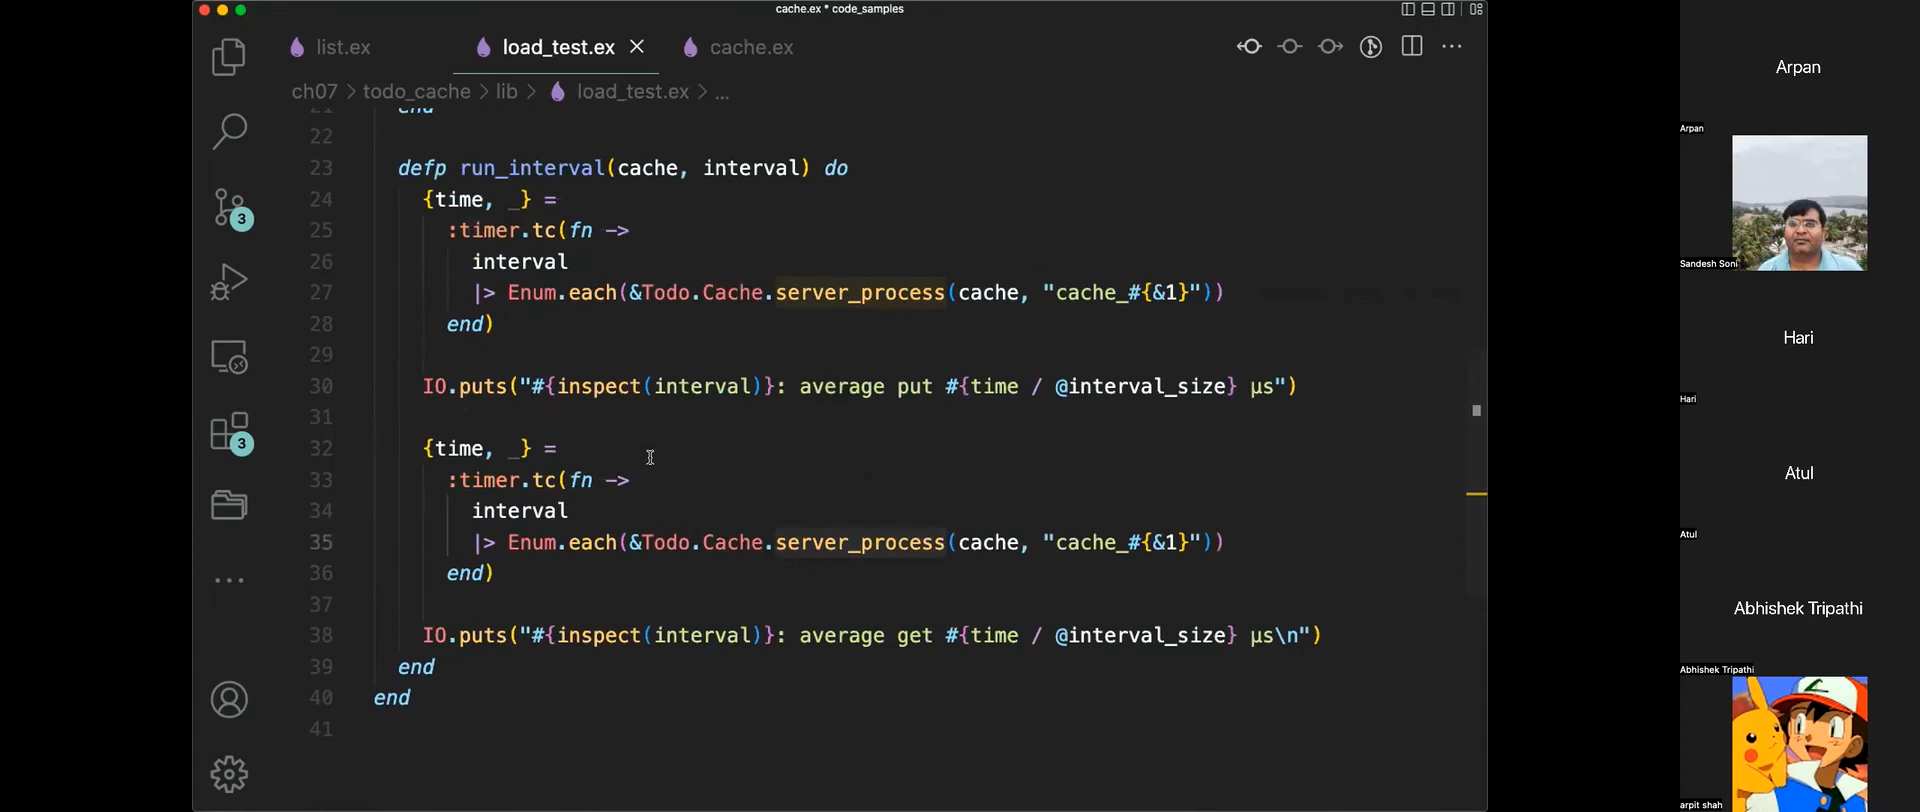 cache.ex • code_samples
list.ex
load_test.ex
cache.ex
ch07 > todo_cache > lib > load_test.ex > ...
21 end
22
23 defp run_interval(cache, interval) do
24 {time, _} =
25 :timer.tc(fn ->
26 interval
27 |> Enum.each(&Todo.Cache.server_process(cache, "cache_#{&1}"))
28 end)
29
30 IO.puts("#{inspect(interval)}: average put #{time / @interval_size} μs")
31
32 {time, _} =
33 :timer.tc(fn ->
34 interval
35 |> Enum.each(&Todo.Cache.server_process(cache, "cache_#{&1}"))
36 end)
37
38 IO.puts("#{inspect(interval)}: average get #{time / @interval_size} μs\n")
39 end
40 end
41
3
3
Arpan
Arpan
Sandesh Soni
Hari
Hari
Atul
Atul
Abhishek Tripathi
Abhishek Tripathi
arpit shah